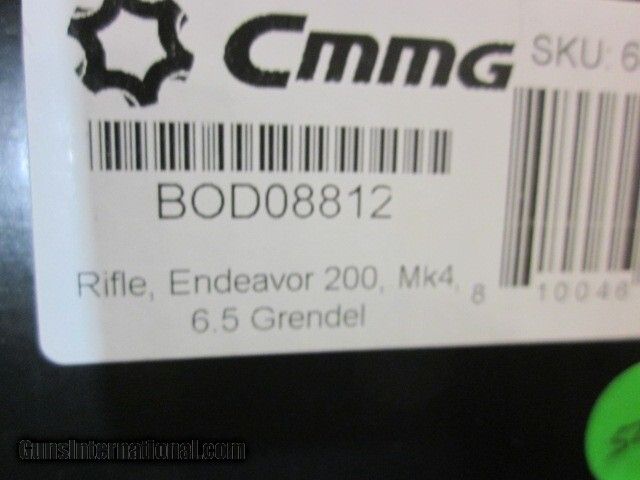 CmmG
SKU: 6
BOD08812
Rifle, Endeavor 200, Mk4,
6.5 Grendel
8 10046
GunsInternational.com